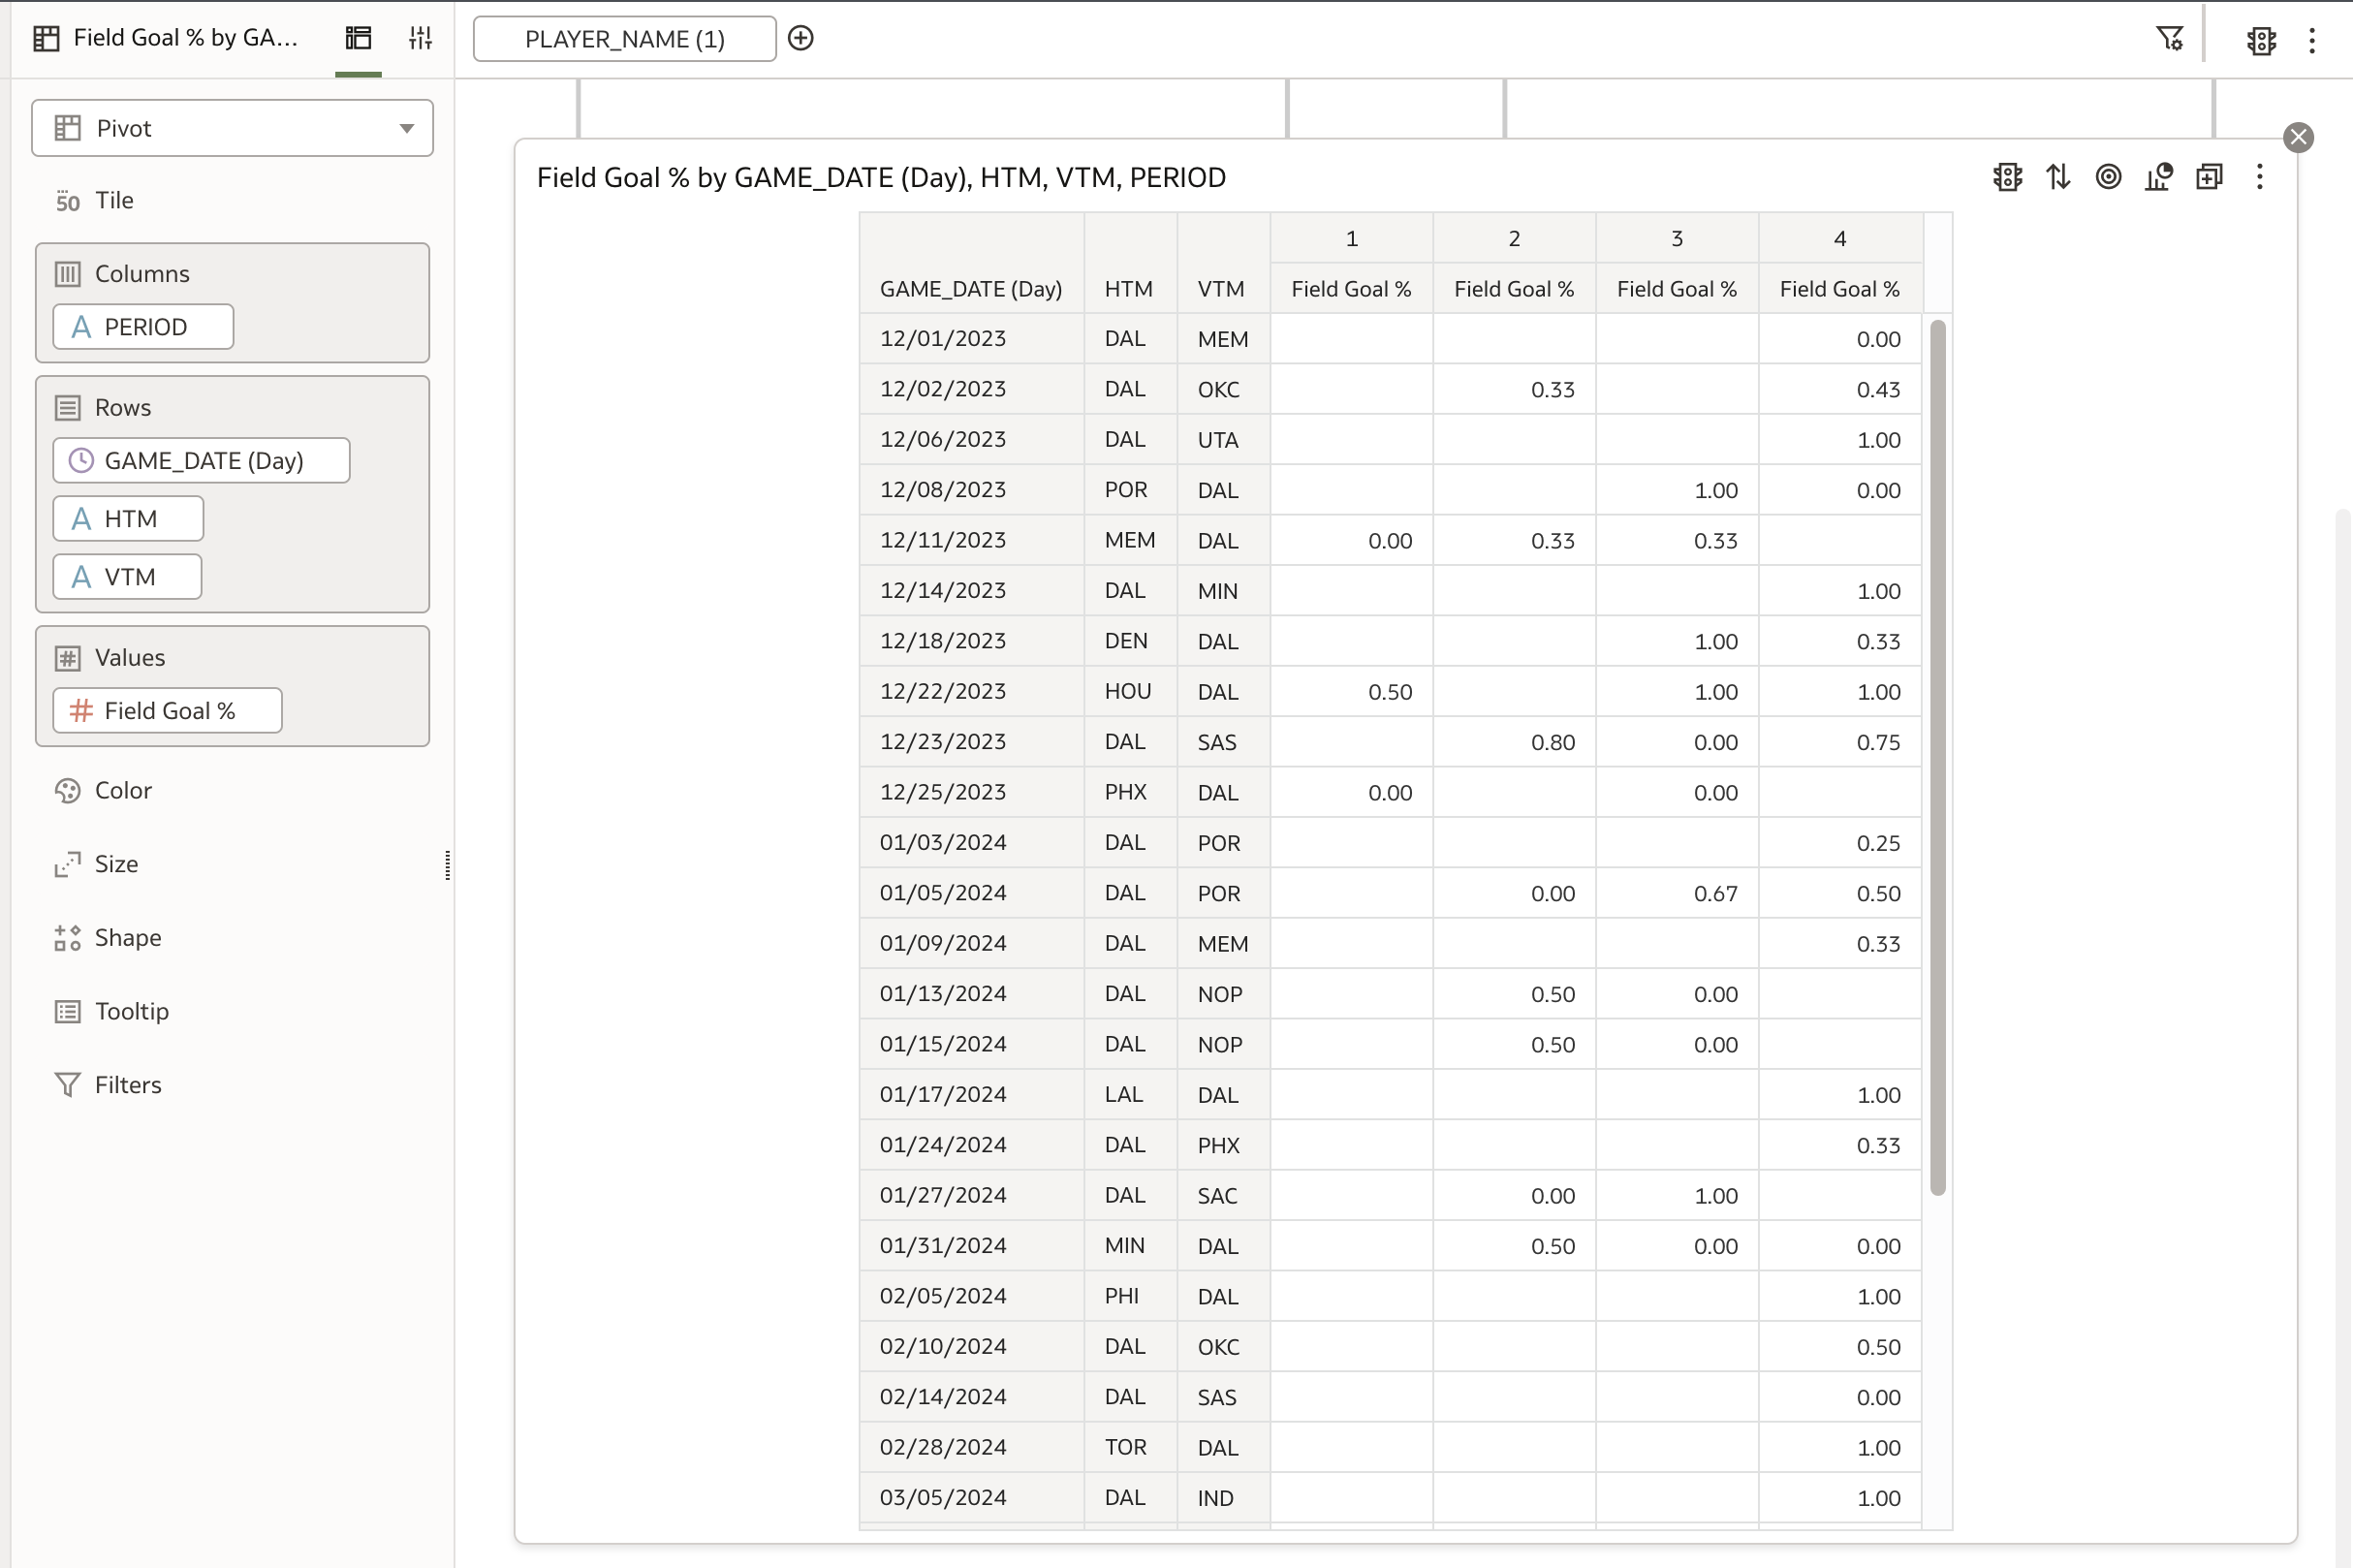 Field Goal % by GA...
PLAYER_NAME (1)
Pivot
50 Tile
Columns
A PERIOD
Rows
GAME_DATE (Day)
A HTM
A VTM
Values
# Field Goal %
Color
Size
Shape
Tooltip
Filters
Field Goal % by GAME_DATE (Day), HTM, VTM, PERIOD
1 2 3 4
GAME_DATE (Day) HTM VTM Field Goal % Field Goal % Field Goal % Field Goal %
12/01/2023 DAL MEM 0.00
12/02/2023 DAL OKC 0.33 0.43
12/06/2023 DAL UTA 1.00
12/08/2023 POR DAL 1.00 0.00
12/11/2023 MEM DAL 0.00 0.33 0.33
12/14/2023 DAL MIN 1.00
12/18/2023 DEN DAL 1.00 0.33
12/22/2023 HOU DAL 0.50 1.00 1.00
12/23/2023 DAL SAS 0.80 0.00 0.75
12/25/2023 PHX DAL 0.00 0.00
01/03/2024 DAL POR 0.25
01/05/2024 DAL POR 0.00 0.67 0.50
01/09/2024 DAL MEM 0.33
01/13/2024 DAL NOP 0.50 0.00
01/15/2024 DAL NOP 0.50 0.00
01/17/2024 LAL DAL 1.00
01/24/2024 DAL PHX 0.33
01/27/2024 DAL SAC 0.00 1.00
01/31/2024 MIN DAL 0.50 0.00 0.00
02/05/2024 PHI DAL 1.00
02/10/2024 DAL OKC 0.50
02/14/2024 DAL SAS 0.00
02/28/2024 TOR DAL 1.00
03/05/2024 DAL IND 1.00